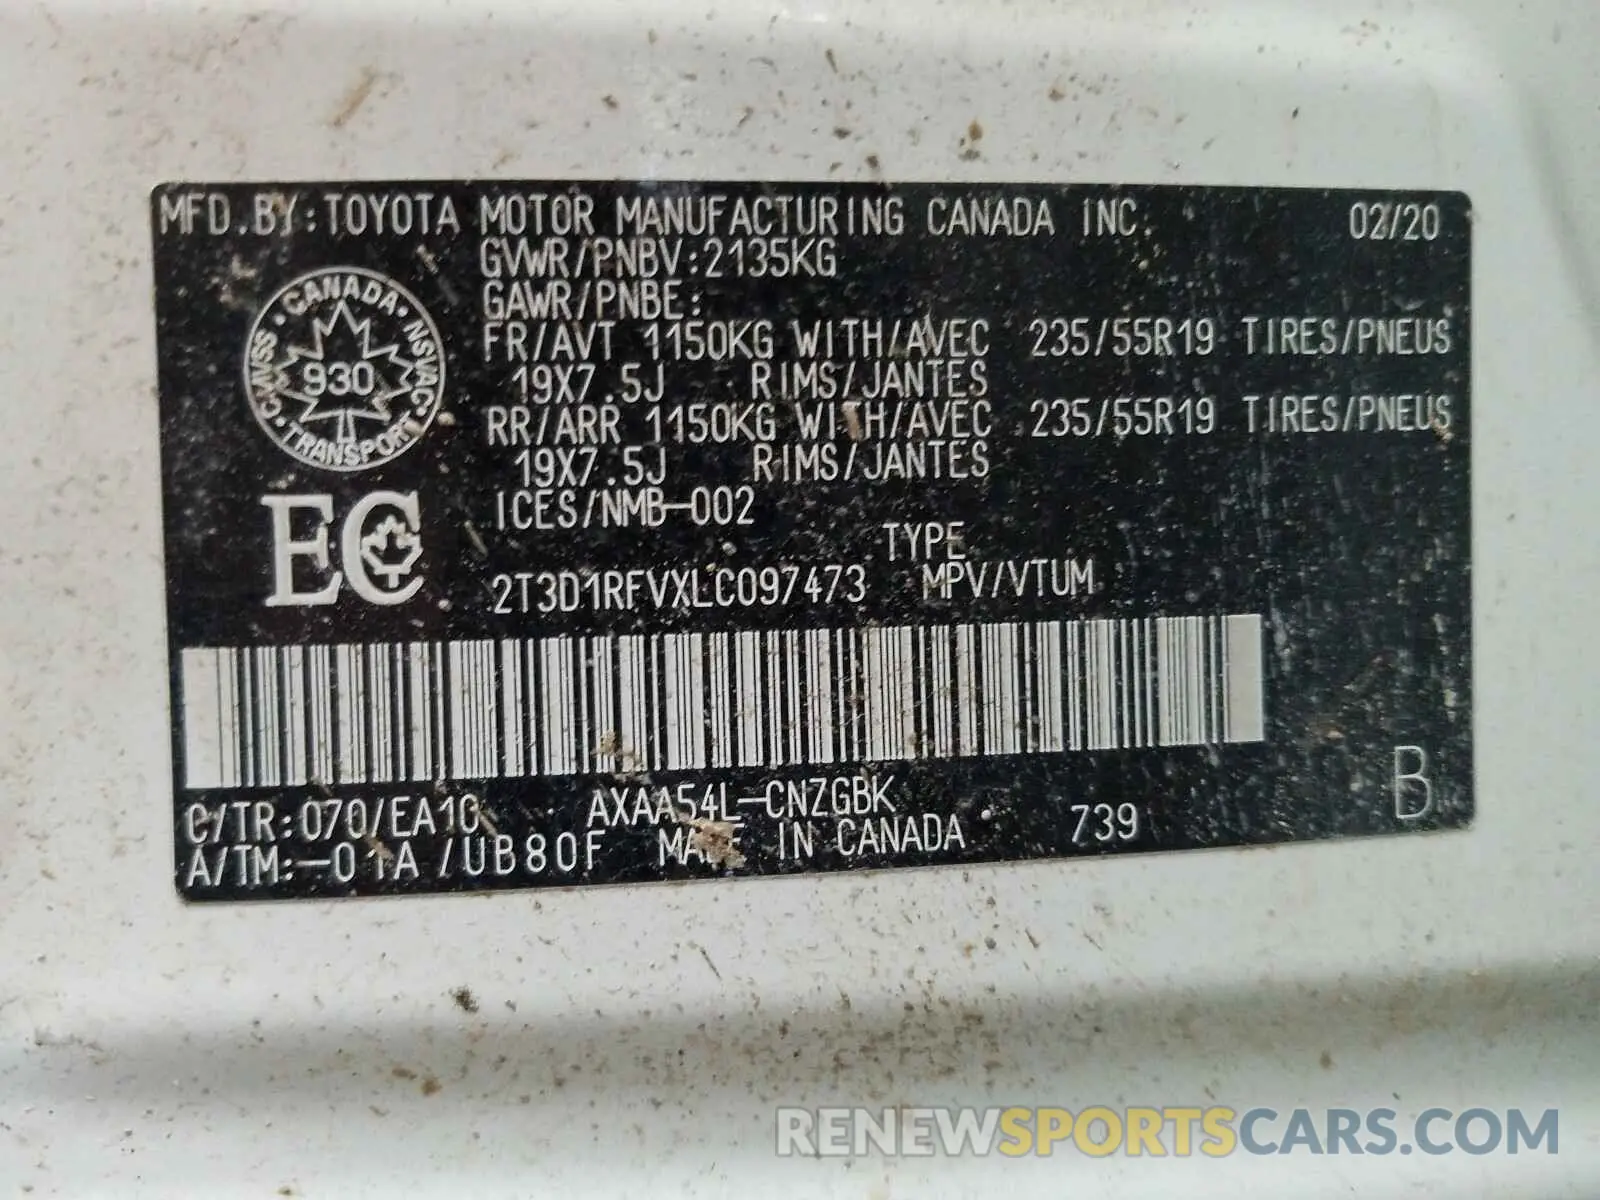 MFD.BY:TOYOTA MOTOR MANUFACTURING CANADA INC. 02/20
GVWR/PNBV:2135KG
GAWR/PNBE:
FR/AVT 1150KG WITH/AVEC 235/55R19 TIRES/PNEUS
19X7.5J RIMS/JANTES
RR/ARR 1150KG WITH/AVEC 235/55R19 TIRES/PNEUS
19X7.5J RIMS/JANTES
ICES/NMB-002
CANADA · NSVAC · TRANSPORT · CMVSS ·
930
EC
TYPE
2T3D1RFVXLC097473 MPV/VTUM
C/TR:070/EA10 AXAA54L-CNZGBK
A/TM:-01A /UB80F MADE IN CANADA 739
B
RENEWSPORTSCARS.COM